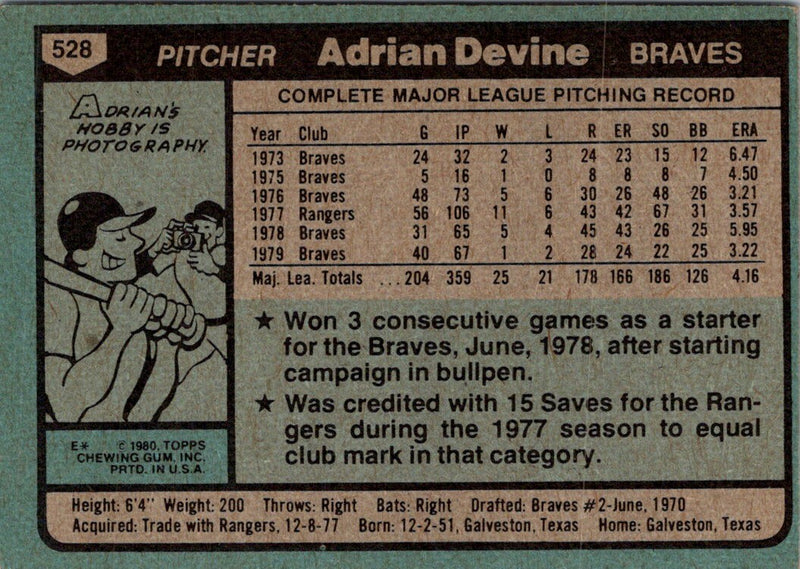 528 PITCHER Adrian Devine BRAVES
ADRIAN'S
HOBBY IS
PHOTOGRAPHY.
COMPLETE MAJOR LEAGUE PITCHING RECORD
Year Club G IP W L R ER SO BB ERA
1973 Braves 24 32 2 3 24 23 15 12 6.47
1975 Braves 5 16 1 0 8 8 8 7 4.50
1976 Braves 48 73 5 6 30 26 48 26 3.21
1977 Rangers 56 106 11 6 43 42 67 31 3.57
1978 Braves 31 65 5 4 45 43 26 25 5.95
1979 Braves 40 67 1 2 28 24 22 25 3.22
Maj. Lea. Totals ...204 359 25 21 178 166 186 126 4.16
★ Won 3 consecutive games as a starter
for the Braves, June, 1978, after starting
campaign in bullpen.
★ Was credited with 15 Saves for the Ran-
gers during the 1977 season to equal
club mark in that category.
E* © 1980, TOPPS
CHEWING GUM, INC.
PRTD. IN U.S.A.
Height: 6'4" Weight: 200 Throws: Right Bats: Right Drafted: Braves #2-June, 1970
Acquired: Trade with Rangers, 12-8-77 Born: 12-2-51, Galveston, Texas Home: Galveston, Texas